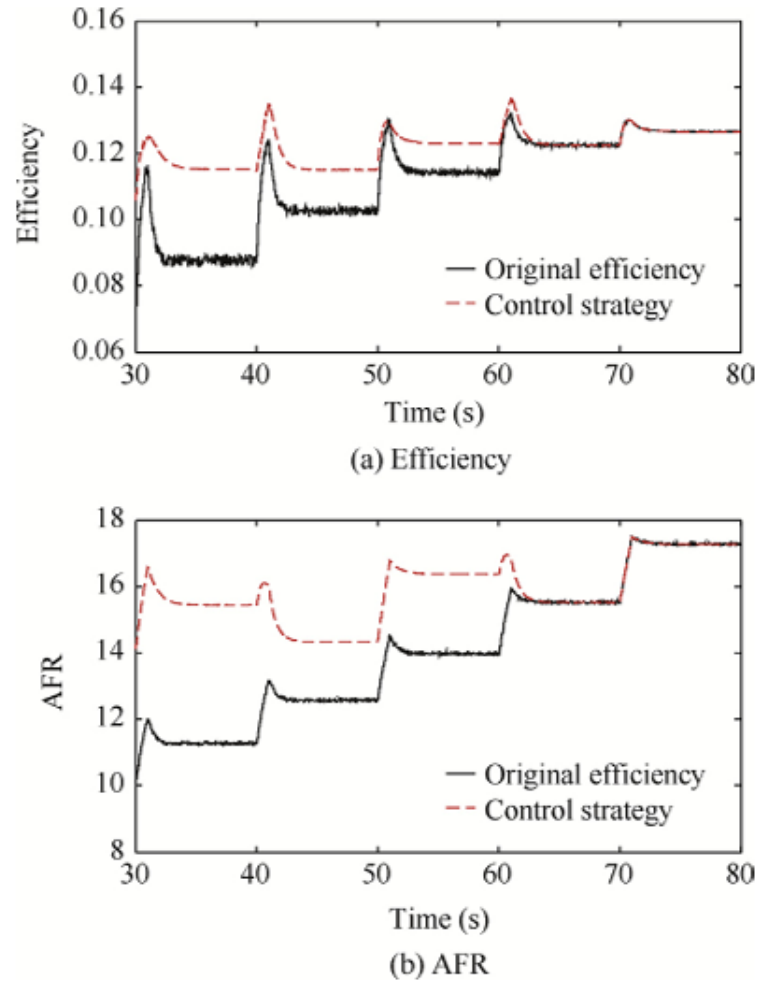 0.16
0.14
0.12
0.10
0.08
0.06
Efficiency
Original efficiency
Control strategy
30 40 50 60 70 80
Time (s)
(a) Efficiency
18
16
14
12
10
8
AFR
Original efficiency
Control strategy
30 40 50 60 70 80
Time (s)
(b) AFR